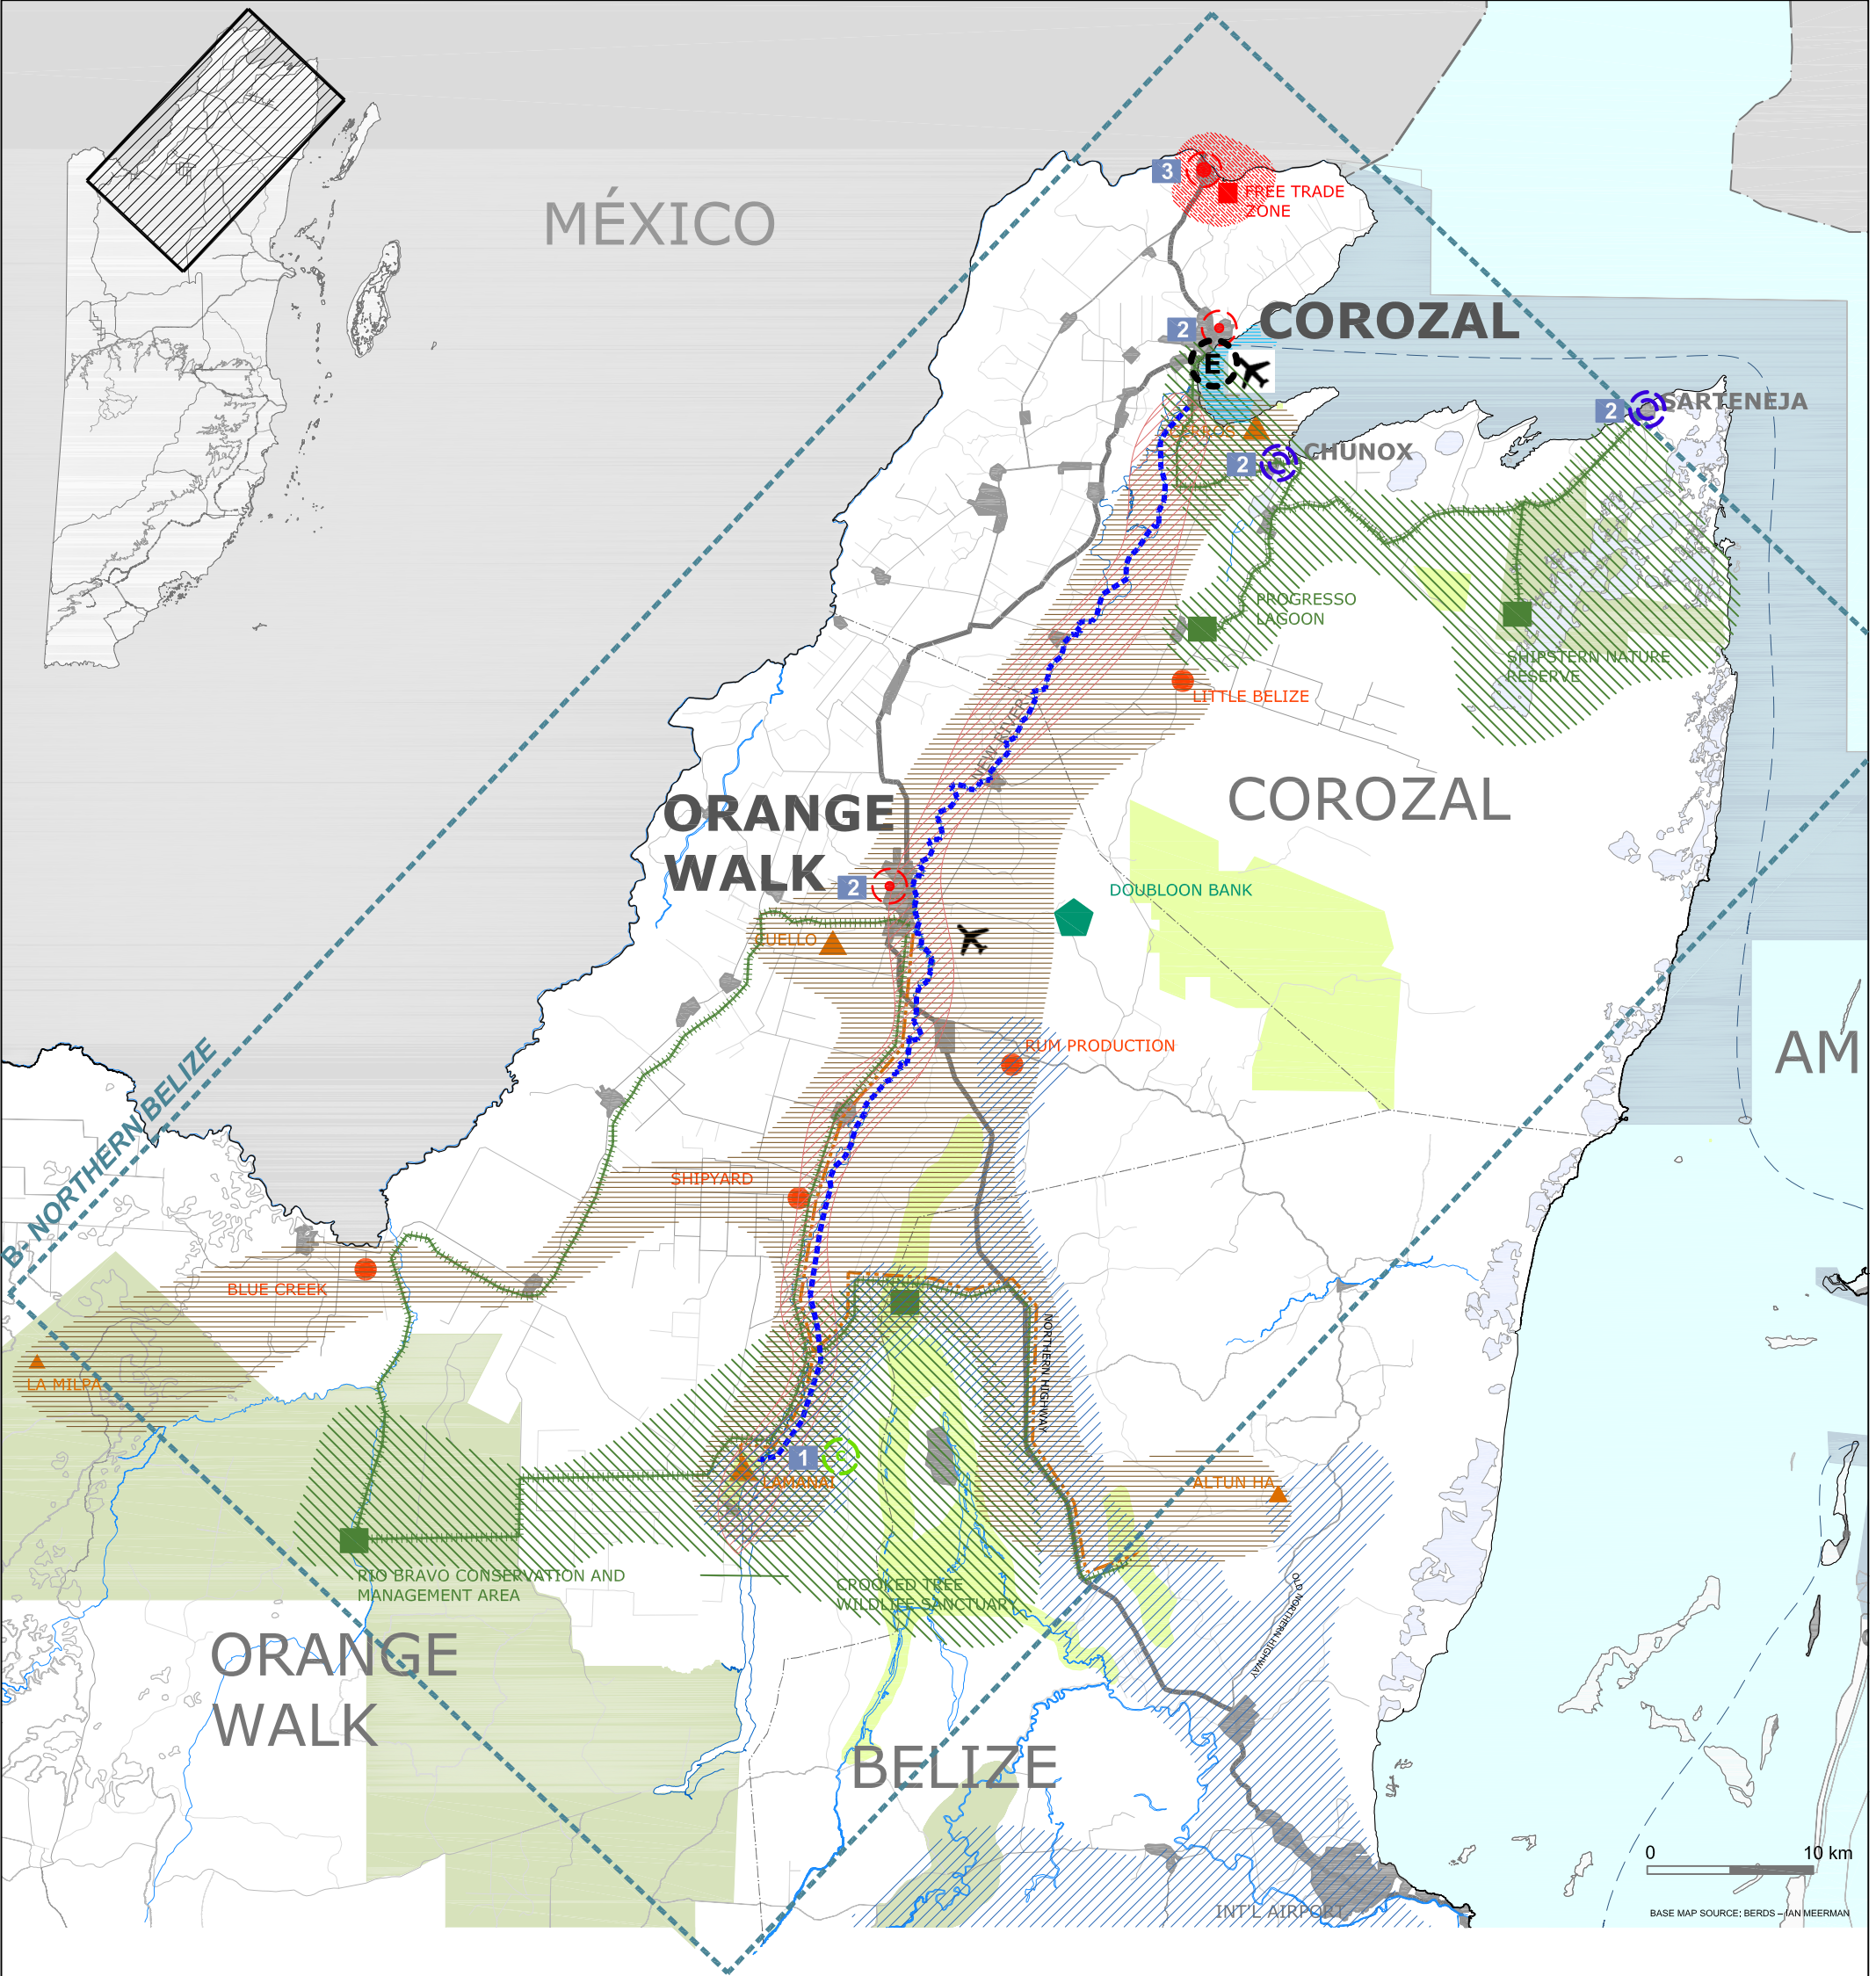 MÉXICO
3
FREE TRADE
ZONE
2
COROZAL
E
2
SARTENEJA
CERROS
2
CHUNOX
PROGRESSO
LAGOON
SHIPSTERN NATURE
RESERVE
LITTLE BELIZE
NEW RIVER
COROZAL
ORANGE
WALK
2
DOUBLOON BANK
CUELLO
RUM PRODUCTION
AM
B- NORTHERN BELIZE
SHIPYARD
BLUE CREEK
NORTHERN HIGHWAY
LA MILPA
1
LAMANAI
ALTUN HA
RIO BRAVO CONSERVATION AND
MANAGEMENT AREA
CROOKED TREE
WILDLIFE SANCTUARY
OLD NORTHERN HIGHWAY
ORANGE
WALK
BELIZE
0 10 km
INT'L AIRPORT
BASE MAP SOURCE; BERDS – IAN MEERMAN